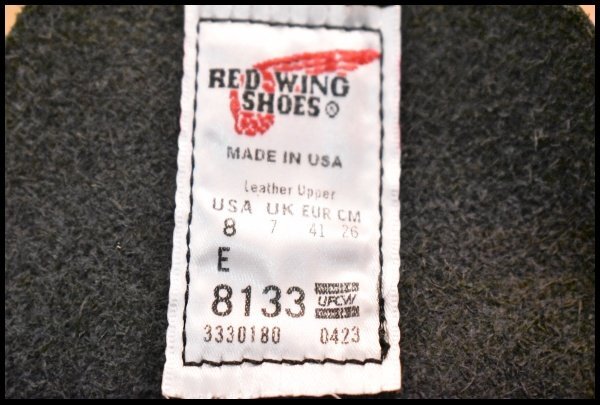 RED WING
SHOES®
MADE IN USA
Leather Upper
USA UK EUR CM
8 7 41 26
E
8133 UFCW
3330180 0423